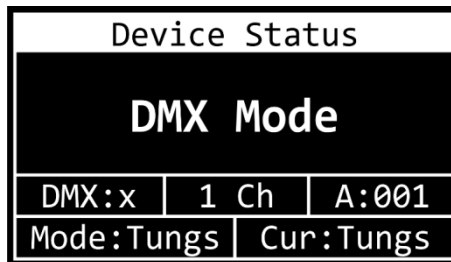 Device Status
DMX Mode
DMX:x 1 Ch A:001
Mode:Tungs Cur:Tungs